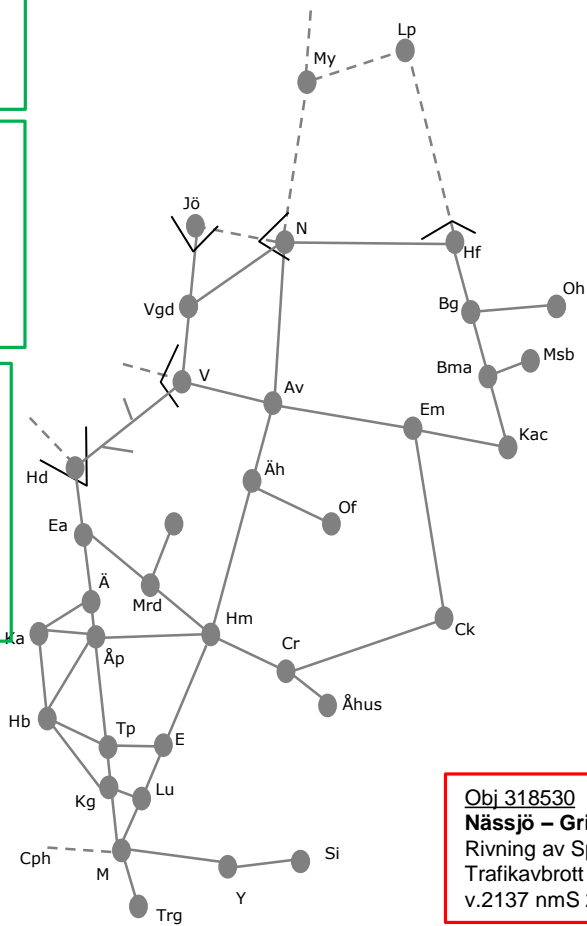 Lp
My
Jö
N
Hf
Oh
Bg
Vgd
Msb
Bma
V
Av
Em
Kac
Äh
Hd
Of
Ea
Ä
Mrd
Hm
Ck
Ka
Åp
Cr
Åhus
Hb
Tp
E
Kg
Lu
Cph
M
Si
Y
Trg
Obj 318530
Nässjö –
Rivning av
Trafikavbrott
v.2137 nmS